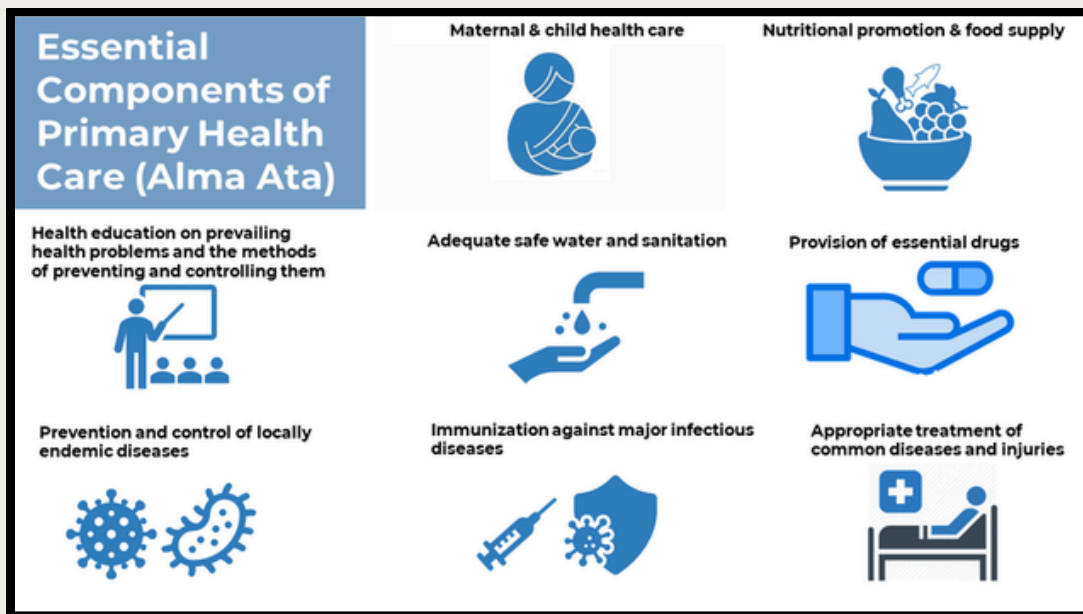 Essential
Components of
Primary Health
Care (Alma Ata)
Maternal & child health care
Nutritional promotion & food supply
Health education on prevailing
health problems and the methods
of preventing and controlling them
Adequate safe water and sanitation
Provision of essential drugs
Prevention and control of locally
endemic diseases
Immunization against major infectious
diseases
Appropriate treatment of
common diseases and injuries